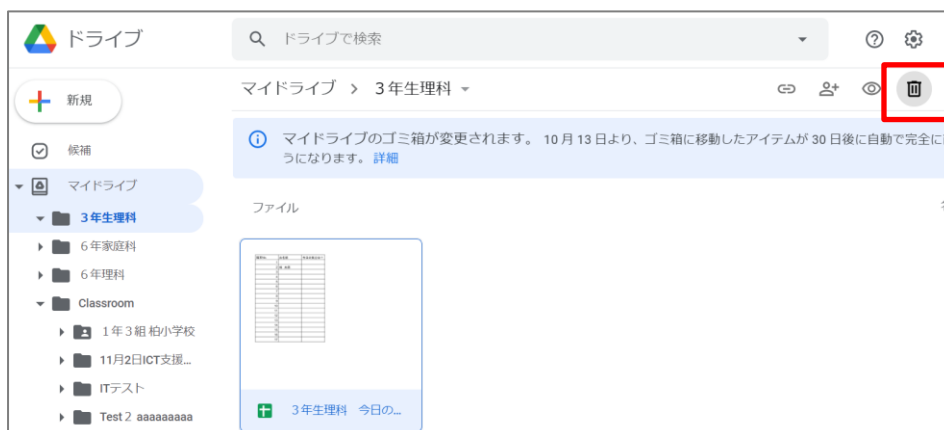 ドライブ
ドライブで検索
新規
マイドライブ > 3年生理科
候補
マイドライブのゴミ箱が変更されます。 10月13日より、ゴミ箱に移動したアイテムが30日後に自動で完全に
うになります。 詳細
マイドライブ
3年生理科
ファイル
6年家庭科
6年理科
Classroom
1年3組 柏小学校
11月2日ICT支援...
ITテスト
Test 2 aaaaaaaaa
3年生理科 今日の...